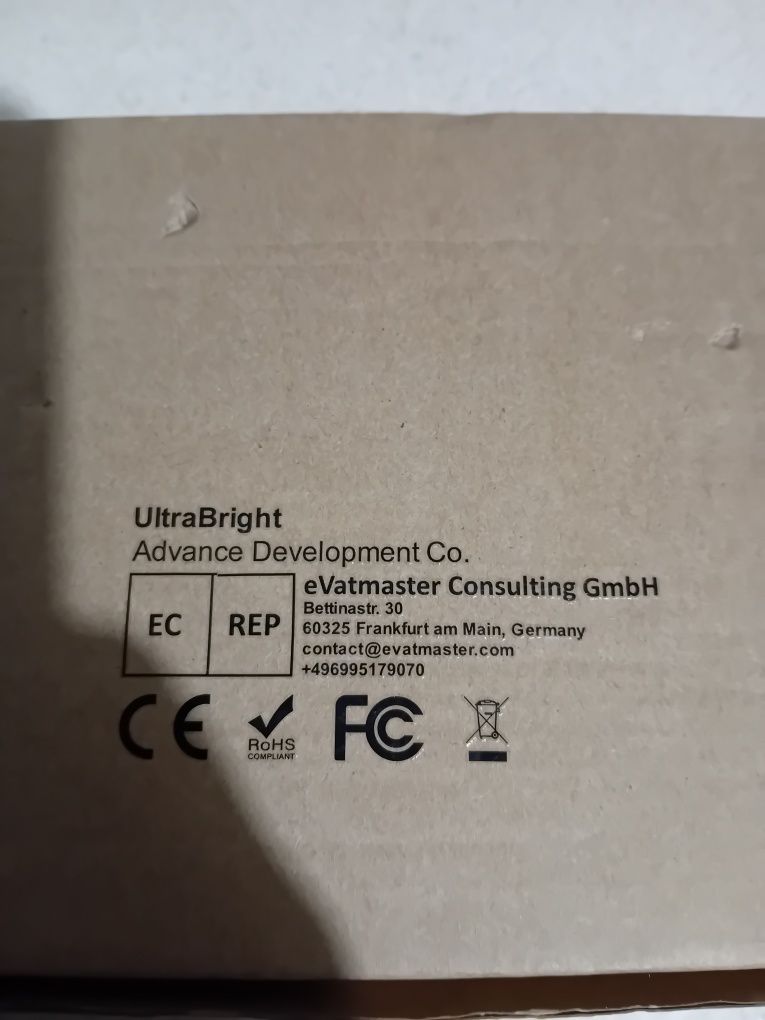 UltraBright
Advance Development Co.
EC REP
eVatmaster Consulting GmbH
Bettinastr. 30
60325 Frankfurt am Main, Germany
contact@evatmaster.com
+496995179070
CE
RoHS
COMPLIANT
FC